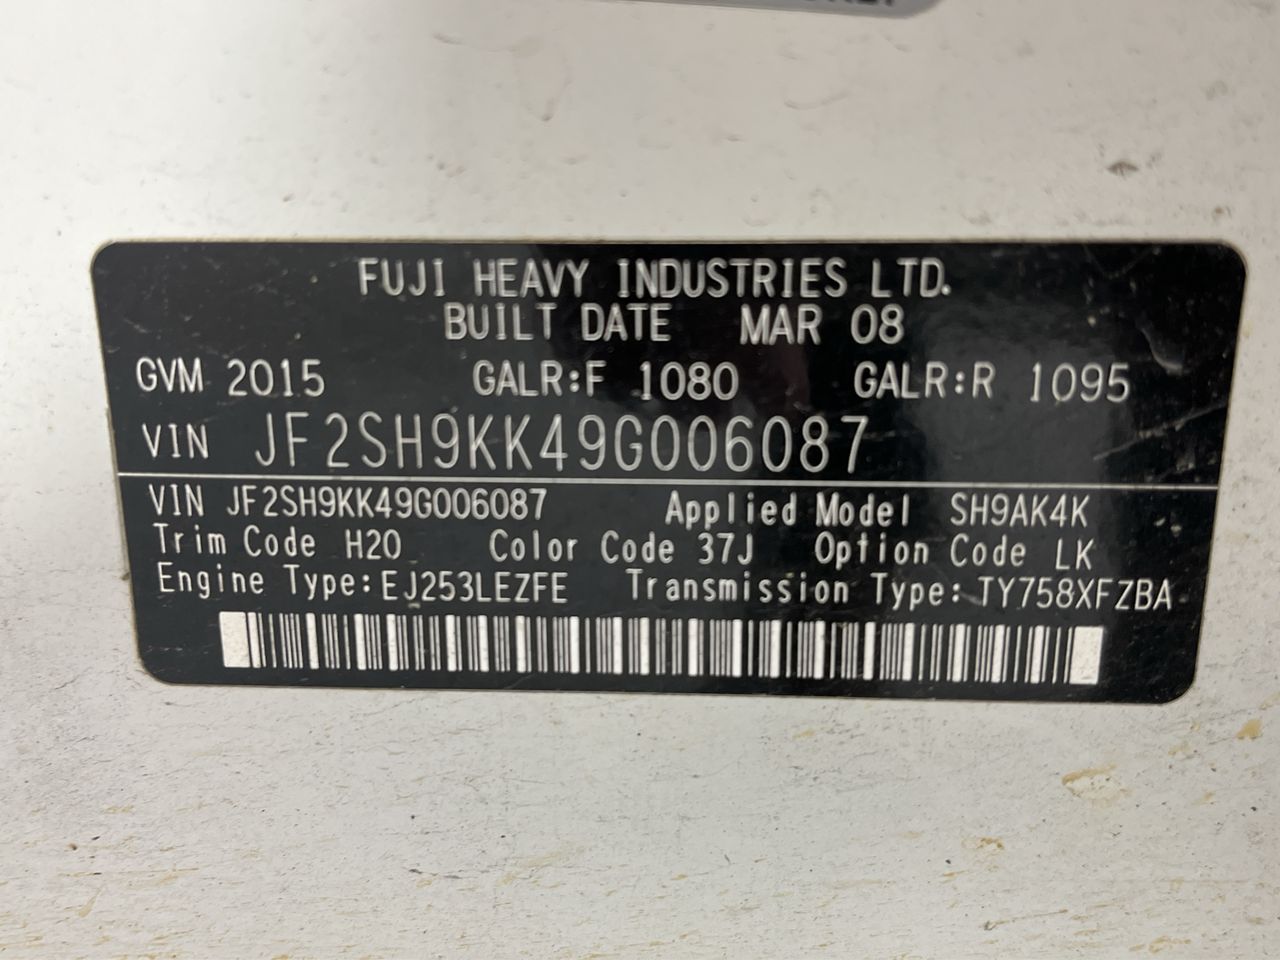 FUJI HEAVY INDUSTRIES LTD.
BUILT DATE MAR 08
GVM 2015 GALR:F 1080 GALR:R 1095
VIN JF2SH9KK49G006087
VIN JF2SH9KK49G006087 Applied Model SH9AK4K
Trim Code H20 Color Code 37J Option Code LK
Engine Type:EJ253LEZFE Transmission Type:TY758XFZBA